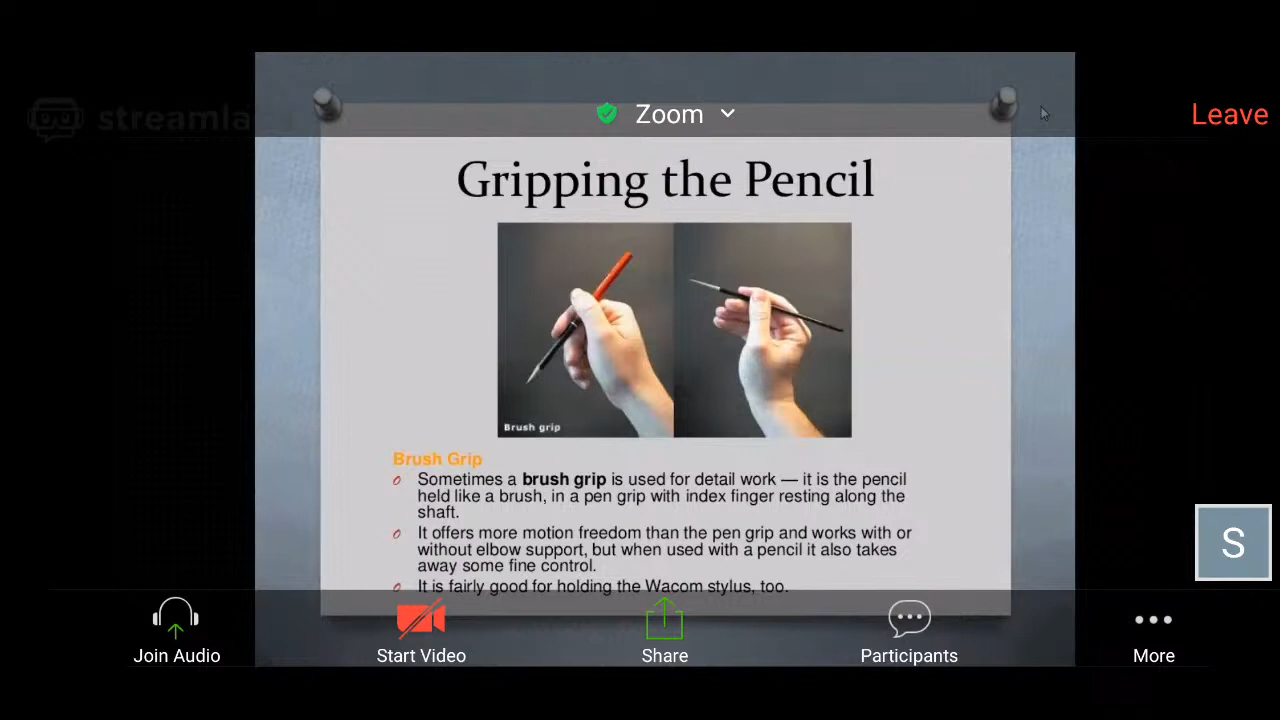 streamla
Zoom
Leave
Gripping the Pencil
Brush grip
Brush Grip
Sometimes a brush grip is used for detail work — it is the pencil
held like a brush, in a pen grip with index finger resting along the
shaft.
It offers more motion freedom than the pen grip and works with or
without elbow support, but when used with a pencil it also takes
away some fine control.
It is fairly good for holding the Wacom stylus, too.
S
Join Audio
Start Video
Share
Participants
More